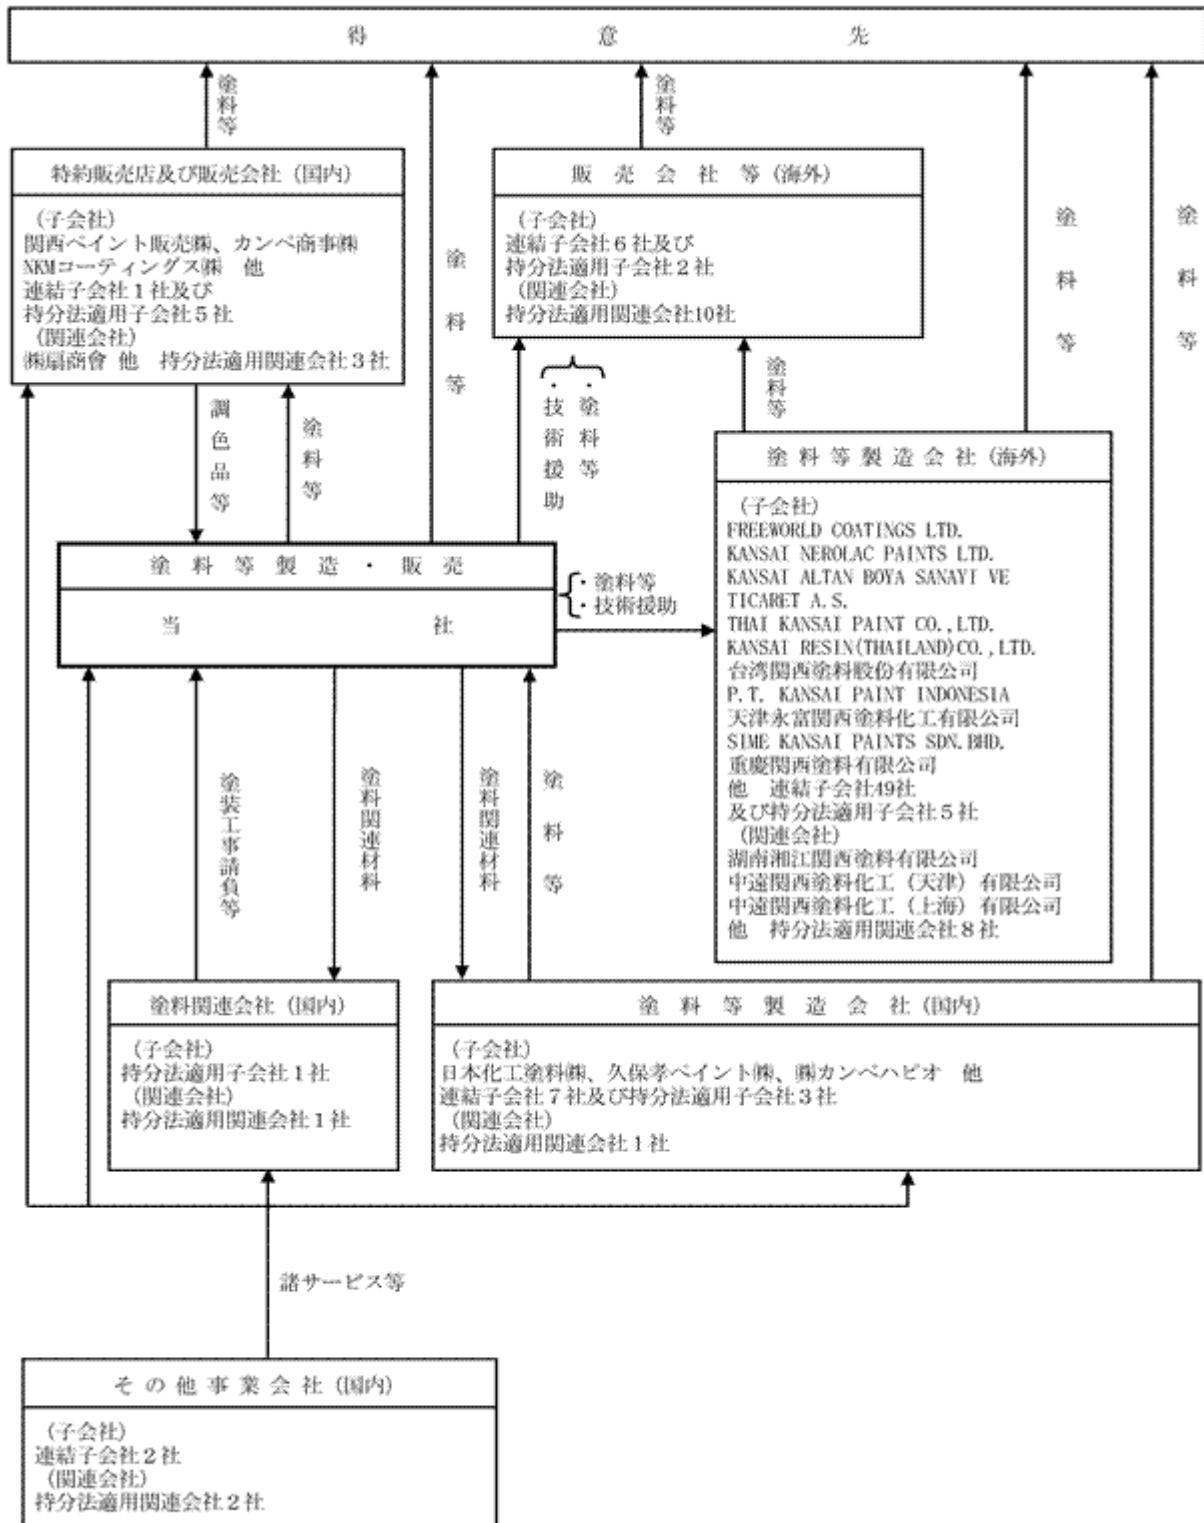 得意先
塗料等
特約販売店及び販売会社(国内)
(子会社)
関西ペイント販売㈱、カンペ商事㈱
NKMコーティングス㈱ 他
連結子会社1社及び
持分法適用子会社5社
(関連会社)
㈱扇商會 他 持分法適用関連会社3社
塗料等
塗料等
販売会社等(海外)
(子会社)
連結子会社6社及び
持分法適用子会社2社
(関連会社)
持分法適用関連会社10社
塗料等
塗料等
調色品等
塗料等
・塗料等
・技術援助
塗料等
塗料等製造・販売
当社
・塗料等
・技術援助
塗料等製造会社(海外)
(子会社)
FREEWORLD COATINGS LTD.
KANSAI NEROLAC PAINTS LTD.
KANSAI ALTAN BOYA SANAYI VE
TICARET A.S.
THAI KANSAI PAINT CO.,LTD.
KANSAI RESIN(THAILAND)CO.,LTD.
台湾関西塗料股份有限公司
P.T. KANSAI PAINT INDONESIA
天津永富関西塗料化工有限公司
SIME KANSAI PAINTS SDN.BHD.
重慶関西塗料有限公司
他 連結子会社49社
及び持分法適用子会社5社
(関連会社)
湖南湘江関西塗料有限公司
中遠関西塗料化工(天津)有限公司
中遠関西塗料化工(上海)有限公司
他 持分法適用関連会社8社
塗装工事請負等
塗料関連材料
塗料関連材料
塗料等
塗料関連会社(国内)
(子会社)
持分法適用子会社1社
(関連会社)
持分法適用関連会社1社
塗料等製造会社(国内)
(子会社)
日本化工塗料㈱、久保孝ペイント㈱、㈱カンペハピオ 他
連結子会社7社及び持分法適用子会社3社
(関連会社)
持分法適用関連会社1社
諸サービス等
その他事業会社(国内)
(子会社)
連結子会社2社
(関連会社)
持分法適用関連会社2社